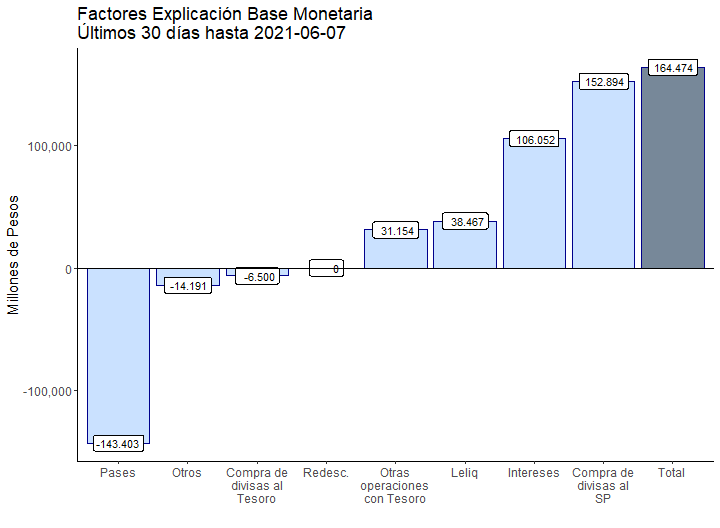 Factores Explicación Base Monetaria
Últimos 30 días hasta 2021-06-07
Millones de Pesos
100,000
0
-100,000
-143.403
-14.191
-6.500
0
31.154
38.467
106.052
152.894
164.474
Pases
Otros
Compra de
divisas al
Tesoro
Redesc.
Otras
operaciones
con Tesoro
Leliq
Intereses
Compra de
divisas al
SP
Total